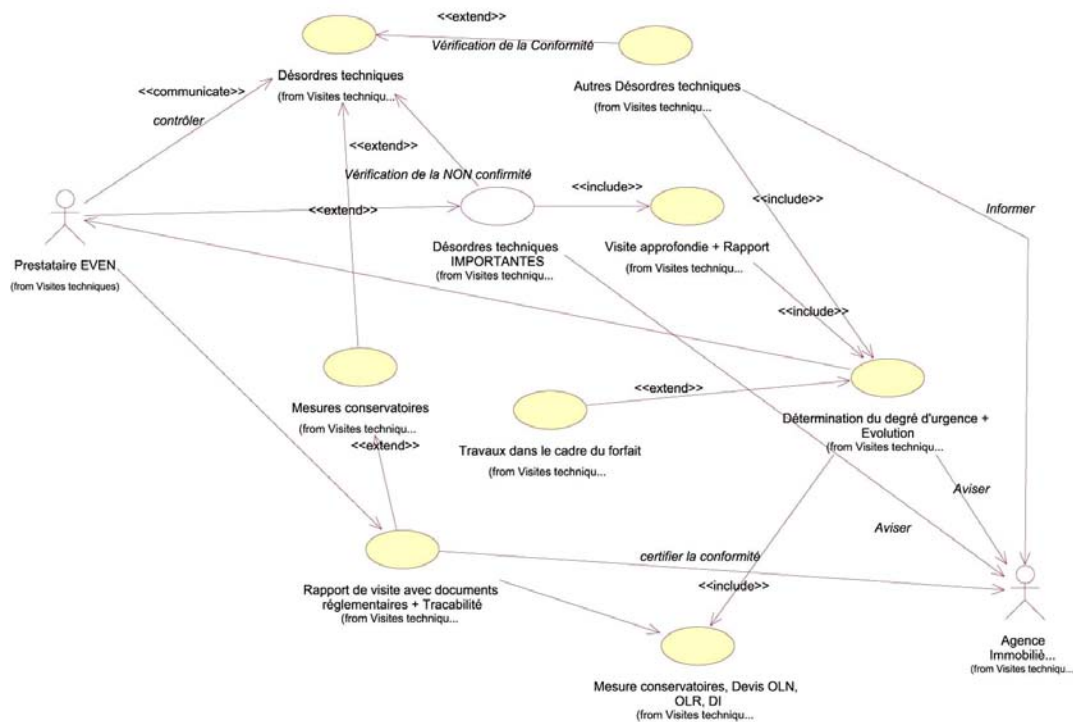 <<extend>>
Vérification de la Conformité
Désordres techniques
(from Visites techniqu...
Autres Désordres techniques
(from Visites techniqu...
<<communicate>>
contrôler
<<extend>>
Vérification de la NON confirmité
<<extend>>
<<include>>
<<include>>
Informer
Prestataire EVEN
(from Visites techniques)
Désordres techniques
IMPORTANTES
(from Visites techniqu...
Visite approfondie + Rapport
(from Visites techniqu...
<<include>>
Mesures conservatoires
(from Visites techniqu...
<<extend>>
<<extend>>
Travaux dans le cadre du forfait
(from Visites techniqu...
Détermination du degré d'urgence +
Evolution
(from Visites techniqu...
Aviser
Aviser
certifier la conformité
<<include>>
Rapport de visite avec documents
réglementaires + Tracabilité
(from Visites techniqu...
Agence
Immobiliè...
(from Visites techniqu...
Mesure conservatoires, Devis OLN,
OLR, DI
(from Visites techniqu...